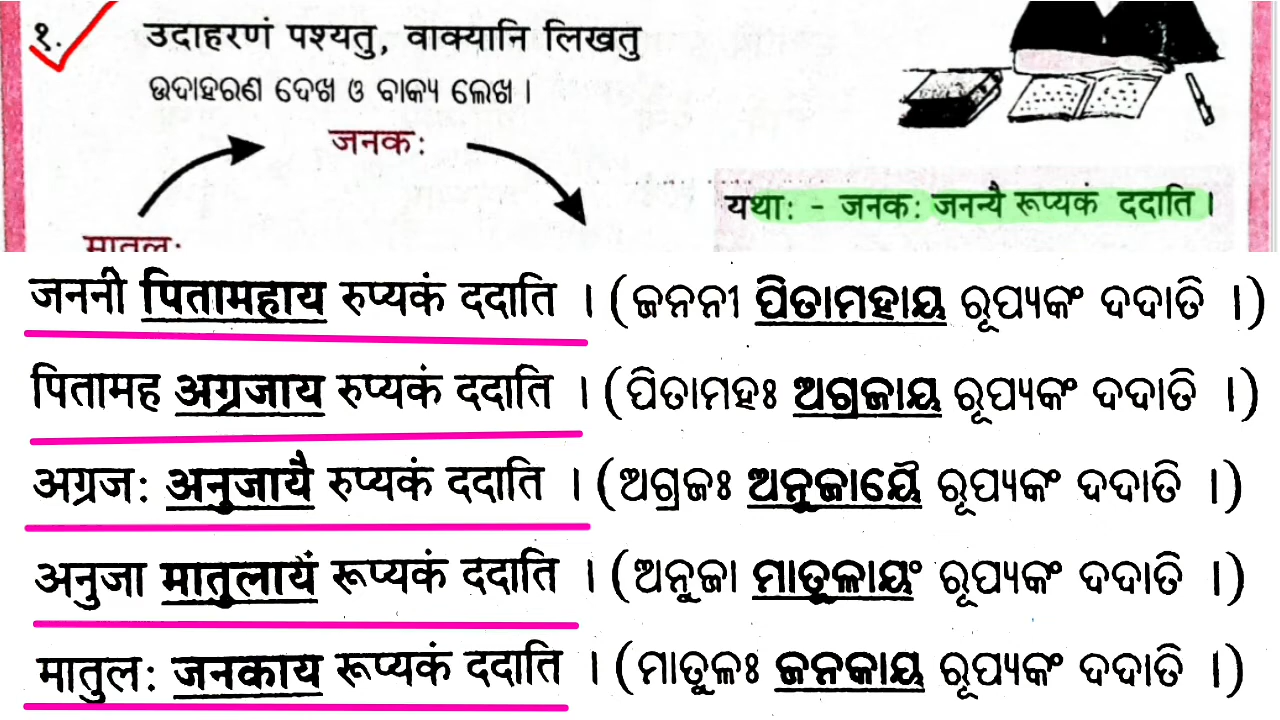 १. उदाहरणं पश्यतु, वाक्यानि लिखतु
ଉଦାହରଣ ଦେଖ ଓ ବାକ୍ୟ ଲେଖ ।
जनक:
यथा: - जनक: जनन्यै रूप्यकं ददाति ।
मातुल:
जननी पितामहाय रुप्यकं ददाति । (ଜନନୀ ପିତାମହାୟ ରୂପ୍ୟକଂ ଦଦାତି ।)
पितामह अग्रजाय रुप्यकं ददाति । (ପିତାମହଃ ଅଗ୍ରଜାୟ ରୂପ୍ୟକଂ ଦଦାତି ।)
अग्रज: अनुजायै रुप्यकं ददाति । (ଅଗ୍ରଜଃ ଅନୁଜାୟୈ ରୂପ୍ୟକଂ ଦଦାତି ।)
अनुजा मातुलायं रूप्यकं ददाति । (ଅନୁଜା ମାତୁଳାୟଂ ରୂପ୍ୟକଂ ଦଦାତି ।)
मातुल: जनकाय रूप्यकं ददाति । (ମାତୁଳଃ ଜନକାୟ ରୂପ୍ୟକଂ ଦଦାତି ।)